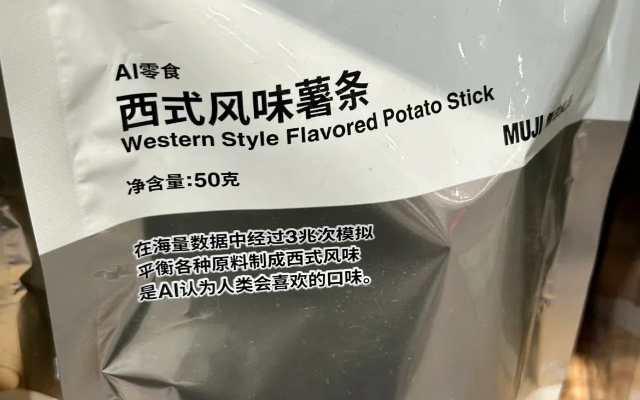 AI零食
西式风味薯条
Western Style Flavored Potato Stick
MUJI
净含量:50克
在海量数据中经过3兆次模拟
平衡各种原料制成西式风味
是AI认为人类会喜欢的口味。